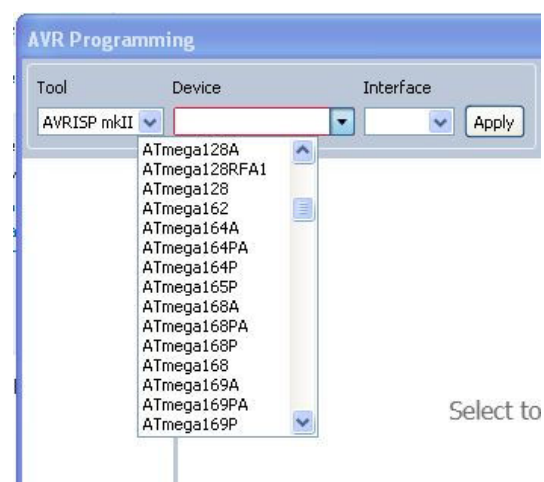 AVR Programming
Tool Device Interface
AVRISP mkII Apply
ATmega128A
ATmega128RFA1
ATmega128
ATmega162
ATmega164A
ATmega164PA
ATmega164P
ATmega165P
ATmega168A
ATmega168PA
ATmega168P
ATmega168
ATmega169A
ATmega169PA
ATmega169P
Select to